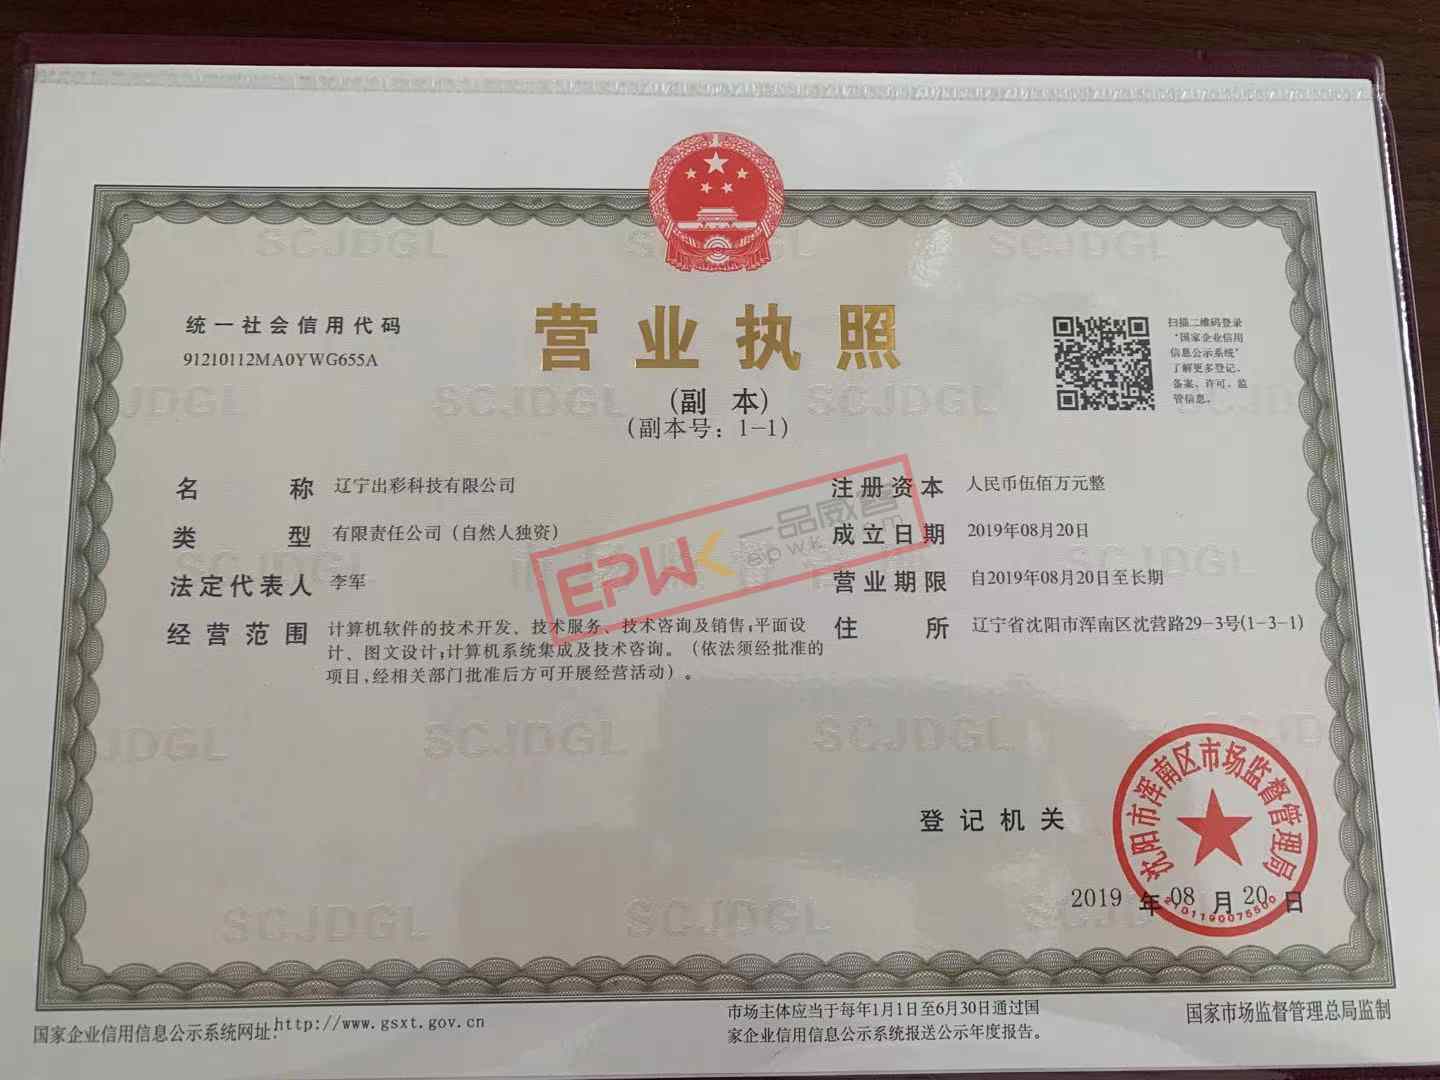 营业执照
(副 本)
(副本号：1-1)
统一社会信用代码
91210112MA0YWG655A
扫描二维码登录
“国家企业信用
信息公示系统”
了解更多登记、
备案、许可、监
管信息。
名 称 辽宁出彩科技有限公司
类 型 有限责任公司（自然人独资）
法定代表人 李军
经营范围 计算机软件的技术开发、技术服务、技术咨询及销售;平面设
计、图文设计;计算机系统集成及技术咨询。（依法须经批准的
项目,经相关部门批准后方可开展经营活动）。
注册资本 人民币伍佰万元整
成立日期 2019年08月20日
营业期限 自2019年08月20日至长期
住 所 辽宁省沈阳市浑南区沈营路29-3号(1-3-1)
EPWK 一品威客
epwk.com
SCJDGL SCJDGL SCJDGL
JDGL SCJDGL SCJDGL SCJD
SCJDGL SCJDGL
JDGL SCJDGL SCJDGL SCJD
SCJDGL SCJDGL SCJD
登记机关
沈阳市浑南区市场监督管理局
2101190075500
2019 年 08 月 20 日
国家企业信用信息公示系统网址:http://www.gsxt.gov.cn
市场主体应当于每年1月1日至6月30日通过国
家企业信用信息公示系统报送公示年度报告。
国家市场监督管理总局监制